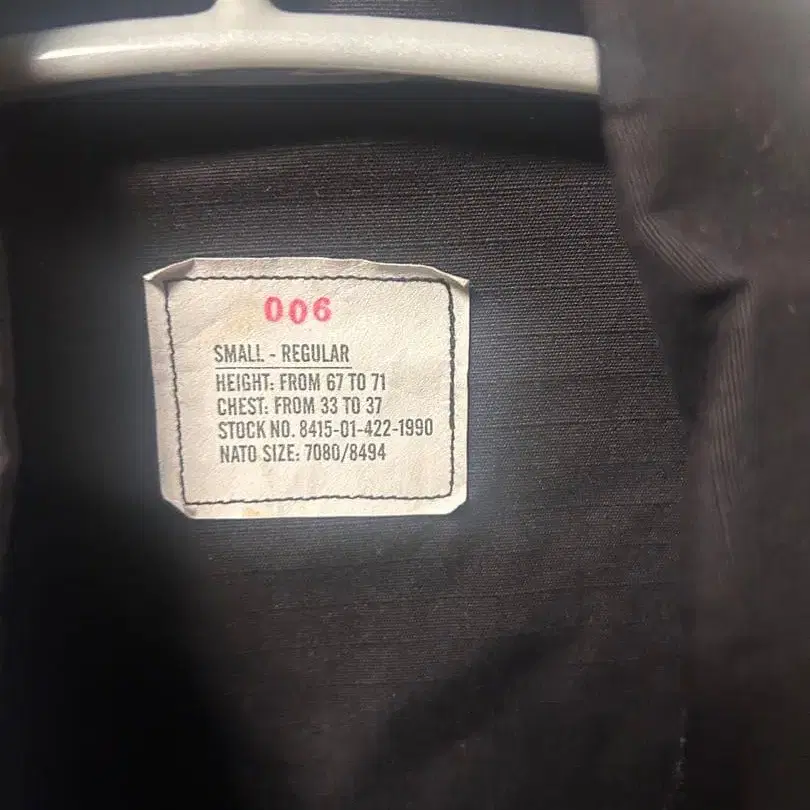 006
SMALL - REGULAR
HEIGHT: FROM 67 TO 71
CHEST: FROM 33 TO 37
STOCK NO. 8415-01-422-1990
NATO SIZE: 7080/8494